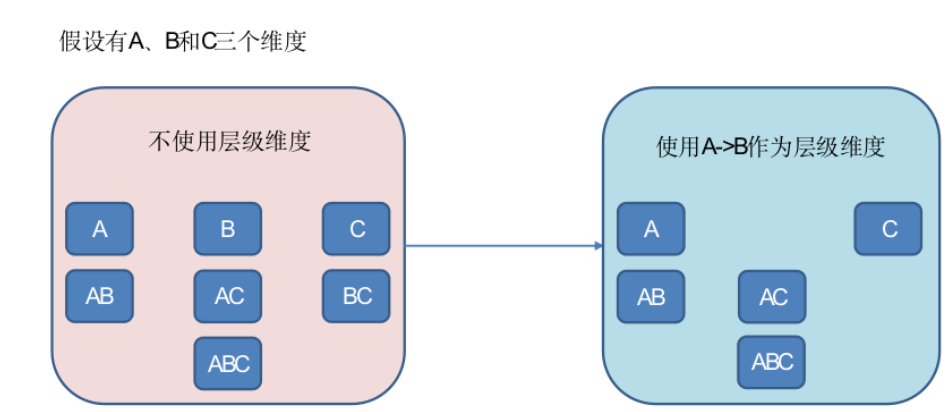 假设有A、B和C三个维度
不使用层级维度
使用A->B作为层级维度
A B C
A C
AB AC BC
AB AC
ABC
ABC